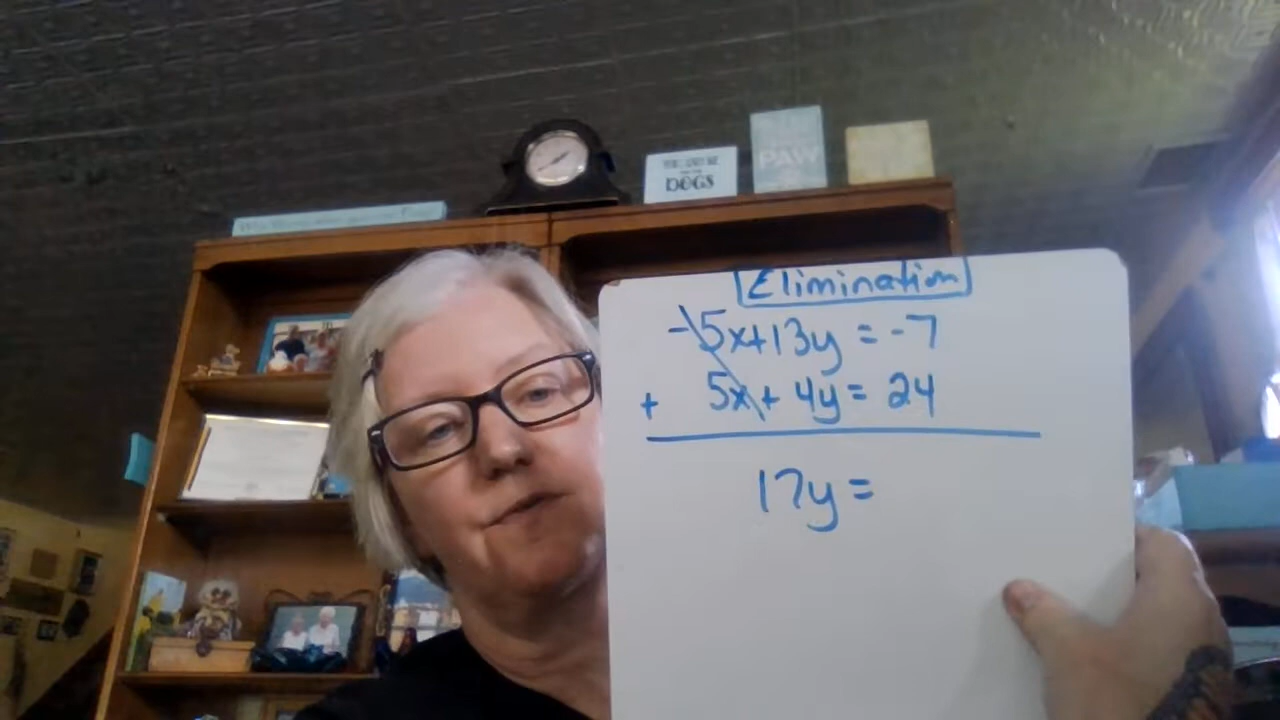 DOGS
PAW
Elimination
-5x+13y = -7
+ 5x + 4y = 24
17y =